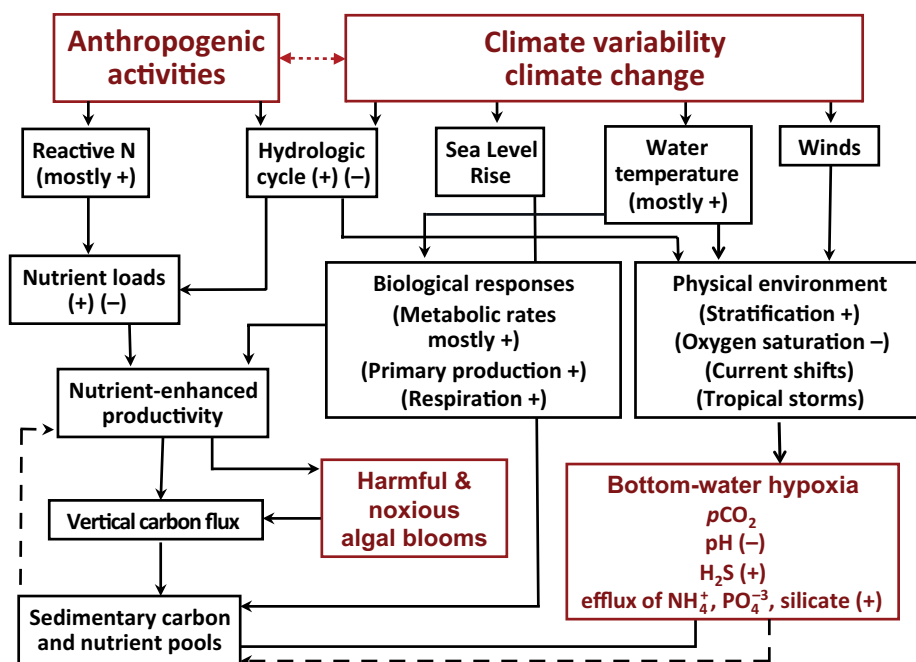 Anthropogenic
activities
Climate variability
climate change
Reactive N
(mostly +)
Hydrologic
cycle (+) (–)
Sea Level
Rise
Water
temperature
(mostly +)
Winds
Nutrient loads
(+) (–)
Biological responses
(Metabolic rates
mostly +)
(Primary production +)
(Respiration +)
Physical environment
(Stratification +)
(Oxygen saturation –)
(Current shifts)
(Tropical storms)
Nutrient-enhanced
productivity
Harmful &
noxious
algal blooms
Bottom-water hypoxia
pCO₂
pH (–)
H₂S (+)
efflux of NH₄⁺, PO₄⁻³, silicate (+)
Vertical carbon flux
Sedimentary carbon
and nutrient pools